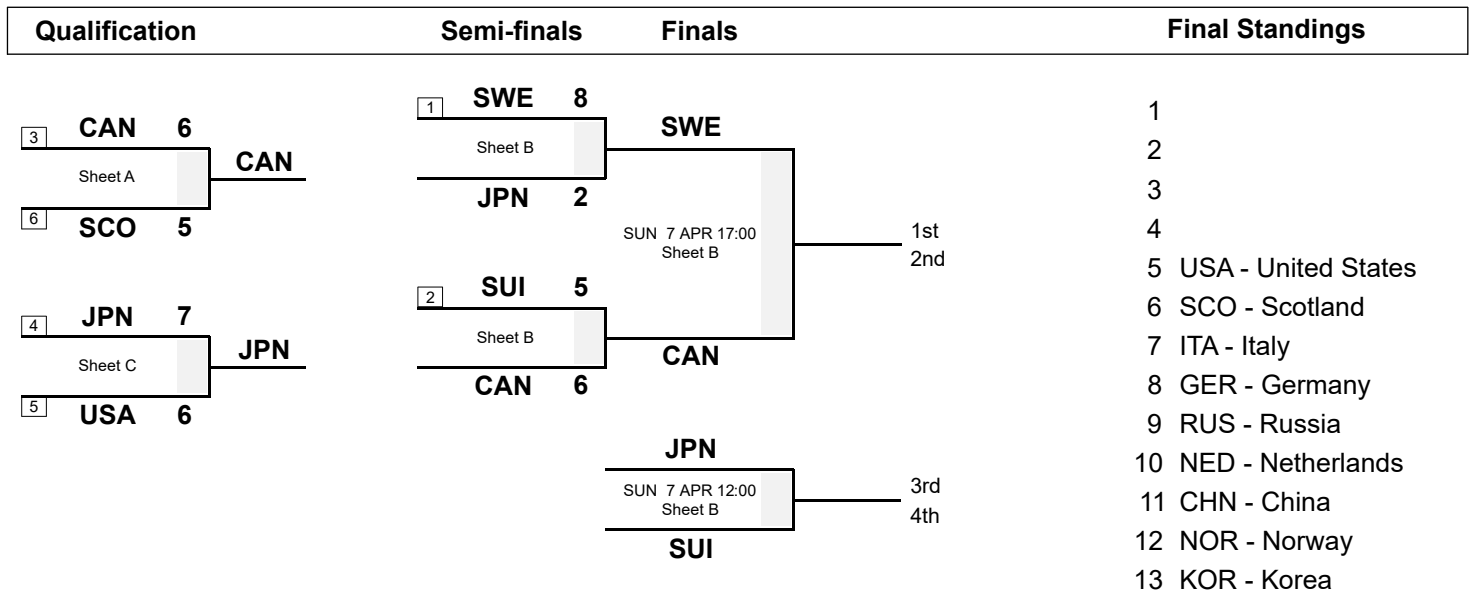 Qualification Semi-finals Finals Final Standings
3 CAN 6
Sheet A
CAN
6 SCO 5
4 JPN 7
Sheet C
JPN
5 USA 6
1 SWE 8
Sheet B
JPN 2
2 SUI 5
Sheet B
CAN 6
SWE
SUN 7 APR 17:00
Sheet B
CAN
1st
2nd
JPN
SUN 7 APR 12:00
Sheet B
SUI
3rd
4th
1
2
3
4
5 USA - United States
6 SCO - Scotland
7 ITA - Italy
8 GER - Germany
9 RUS - Russia
10 NED - Netherlands
11 CHN - China
12 NOR - Norway
13 KOR - Korea